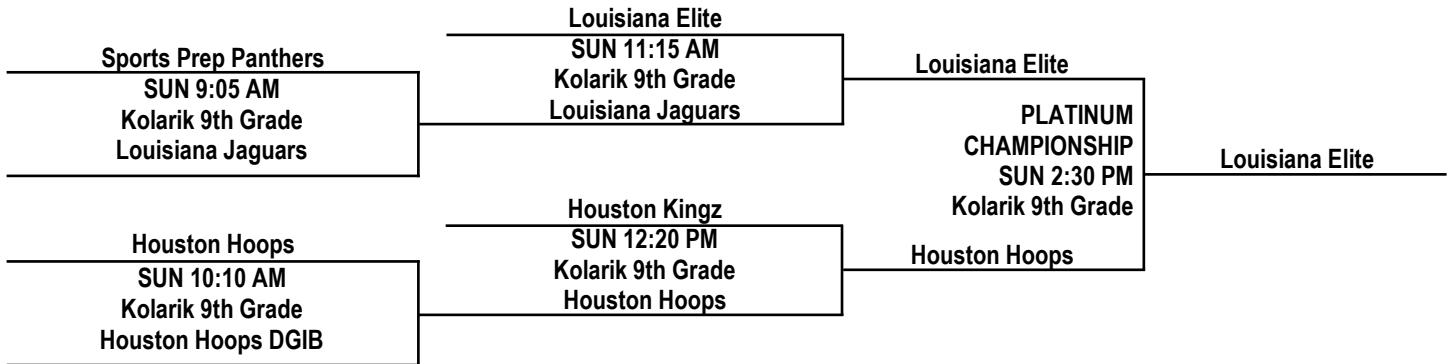 Sports Prep Panthers
SUN 9:05 AM
Kolarik 9th Grade
Louisiana Jaguars
Houston Hoops
SUN 10:10 AM
Kolarik 9th Grade
Houston Hoops DGIB
Louisiana Elite
SUN 11:15 AM
Kolarik 9th Grade
Louisiana Jaguars
Houston Kingz
SUN 12:20 PM
Kolarik 9th Grade
Houston Hoops
Louisiana Elite
PLATINUM
CHAMPIONSHIP
SUN 2:30 PM
Kolarik 9th Grade
Houston Hoops
Louisiana Elite